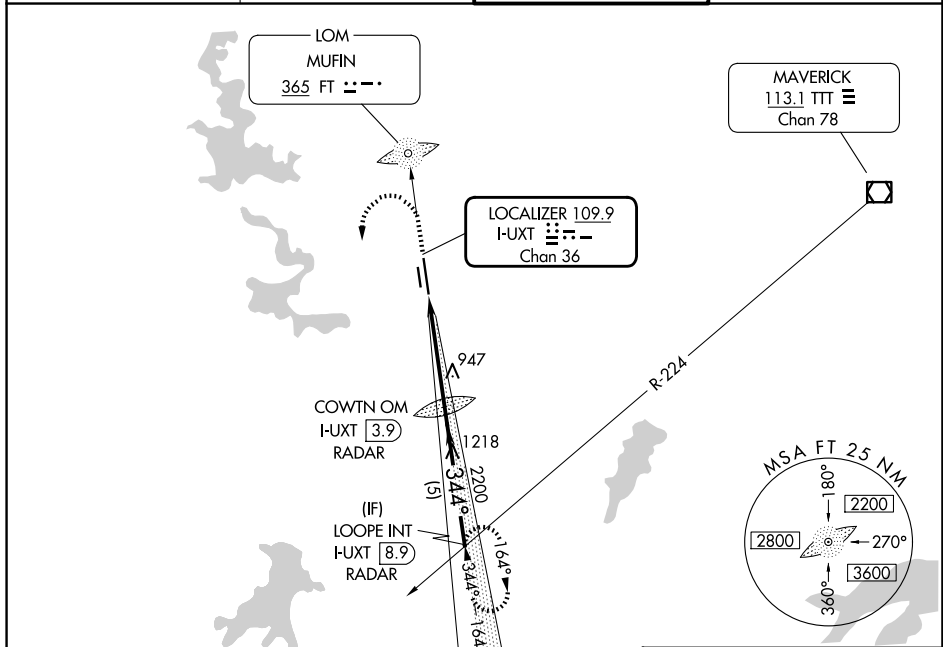 LOM
MUFIN
365 FT
MAVERICK
113.1 TTT
Chan 78
LOCALIZER 109.9
I-UXT
Chan 36
R-224
947
COWTN OM
I-UXT 3.9
RADAR
1218
2200
344°
(5)
(IF)
LOOPE INT
I-UXT 8.9
RADAR
164°
344°
164
MSA FT 25 NM
180°
2200
2800
270°
3600
360°